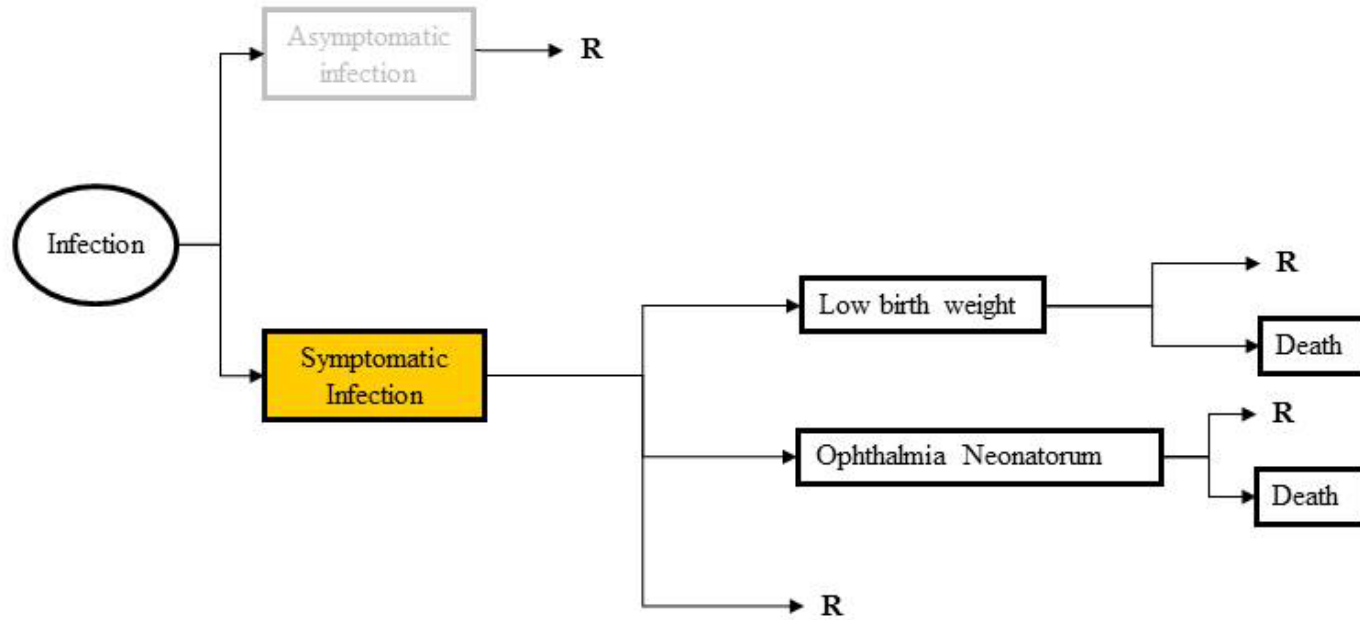 Asymptomatic
infection
R
Infection
Symptomatic
Infection
Low birth weight
R
Death
Ophthalmia Neonatorum
R
Death
R